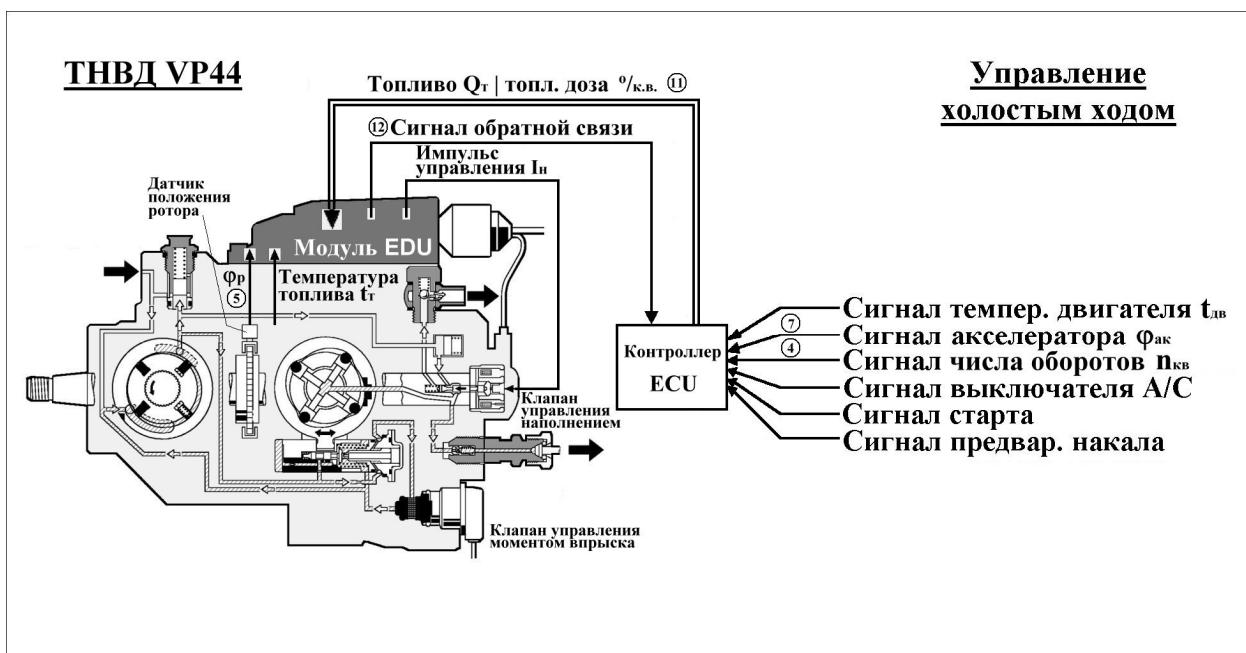 ТНВД VP44
Управление
холостым ходом
Топливо Qт | топл. доза º/к.в. ⑪
⑫ Сигнал обратной связи
Импульс
управления Iн
Датчик
положения
ротора
Модуль EDU
φр
⑤
Температура
топлива tт
Клапан
управления
наполнением
Клапан управления
моментом впрыска
Контроллер
ECU
Сигнал темпер. двигателя tдв
⑦
Сигнал акселератора φак
④
Сигнал числа оборотов nкв
Сигнал выключателя A/C
Сигнал старта
Сигнал предвар. накала